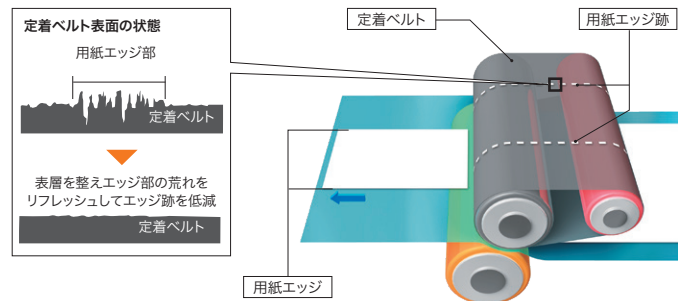 定着ベルト表面の状態
用紙エッジ部
定着ベルト
表層を整えエッジ部の荒れを
リフレッシュしてエッジ跡を低減
定着ベルト
定着ベルト
用紙エッジ跡
用紙エッジ